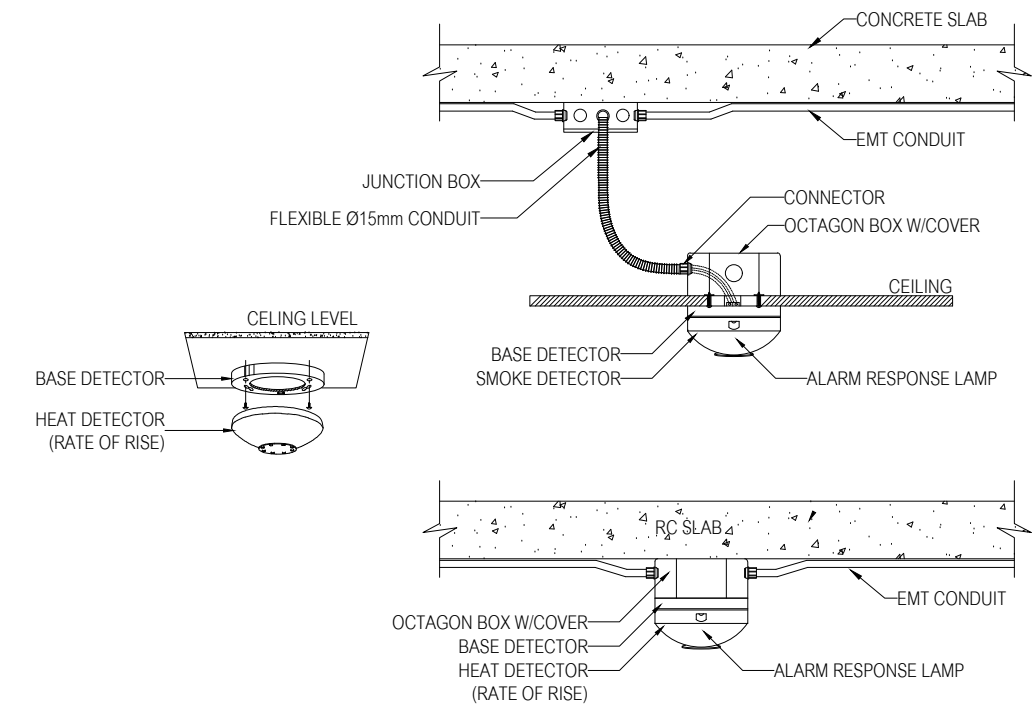 CONCRETE SLAB
EMT CONDUIT
JUNCTION BOX
FLEXIBLE Ø15mm CONDUIT
CONNECTOR
OCTAGON BOX W/COVER
CEILING
BASE DETECTOR
SMOKE DETECTOR
ALARM RESPONSE LAMP
CELING LEVEL
BASE DETECTOR
HEAT DETECTOR
(RATE OF RISE)
RC SLAB
EMT CONDUIT
OCTAGON BOX W/COVER
BASE DETECTOR
HEAT DETECTOR
(RATE OF RISE)
ALARM RESPONSE LAMP